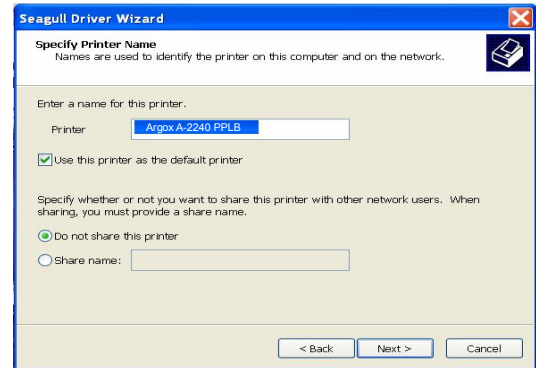 Seagull Driver Wizard
Specify Printer Name
Names are used to identify the printer on this computer and on the network.
Enter a name for this printer.
Printer
Argox A-2240 PPLB
Use this printer as the default printer
Specify whether or not you want to share this printer with other network users. When
sharing, you must provide a share name.
Do not share this printer
Share name:
< Back
Next >
Cancel